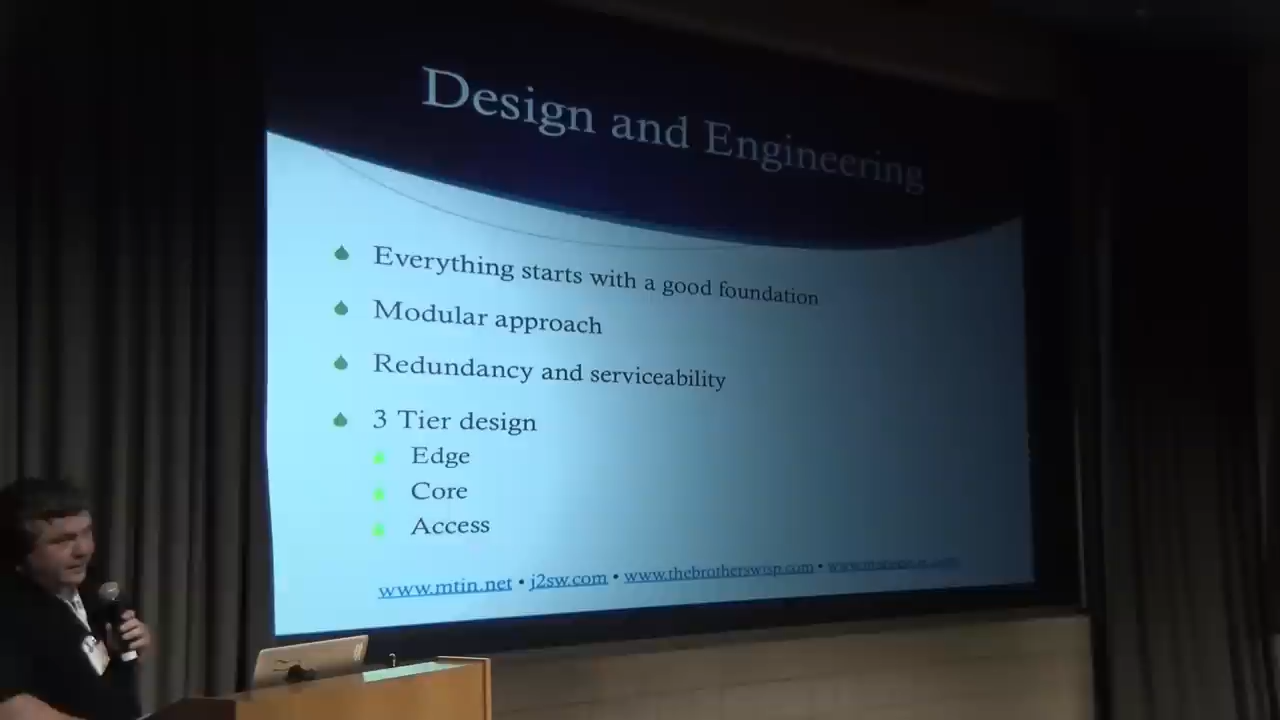 Design and Engineering
Everything starts with a good foundation
Modular approach
Redundancy and serviceability
3 Tier design
Edge
Core
Access
www.mtin.net • j2sw.com • www.thebrotherswisp.com •